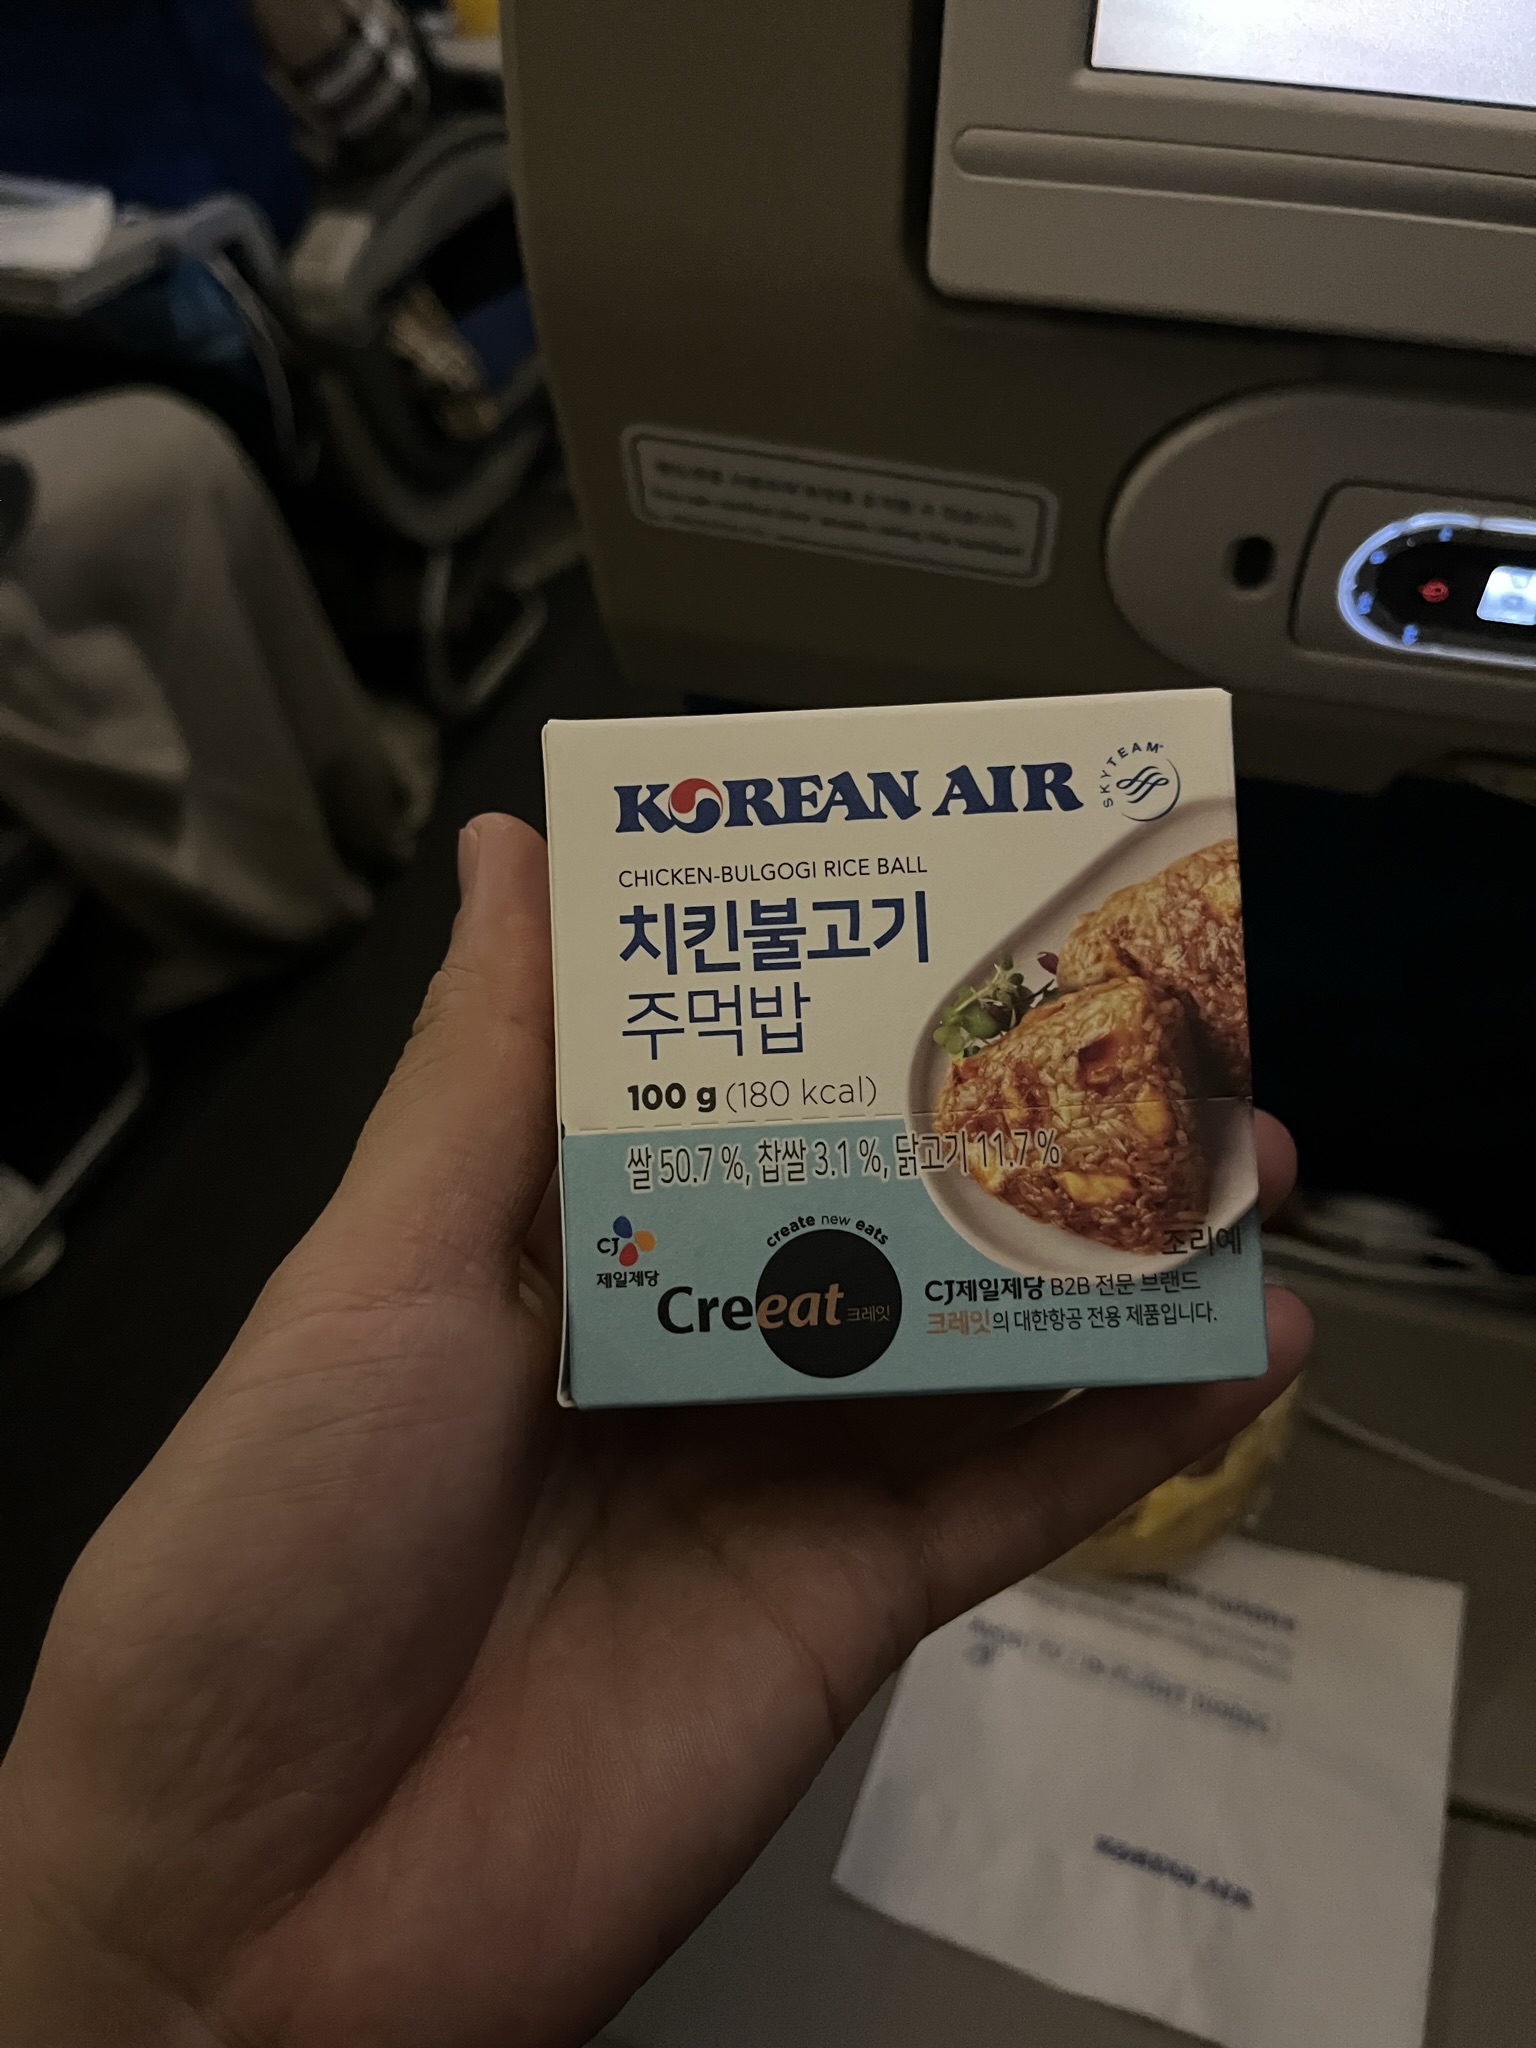 KOREAN AIR
SKYTEAM
CHICKEN-BULGOGI RICE BALL
치킨불고기
주먹밥
100 g (180 kcal)
쌀 50.7 %, 찹쌀 3.1 %, 닭고기 11.7 %
조리예
CJ
제일제당
create new eats
Creeat 크레잇
CJ제일제당 B2B 전문 브랜드
크레잇의 대한항공 전용 제품입니다.
KOREAN AIR